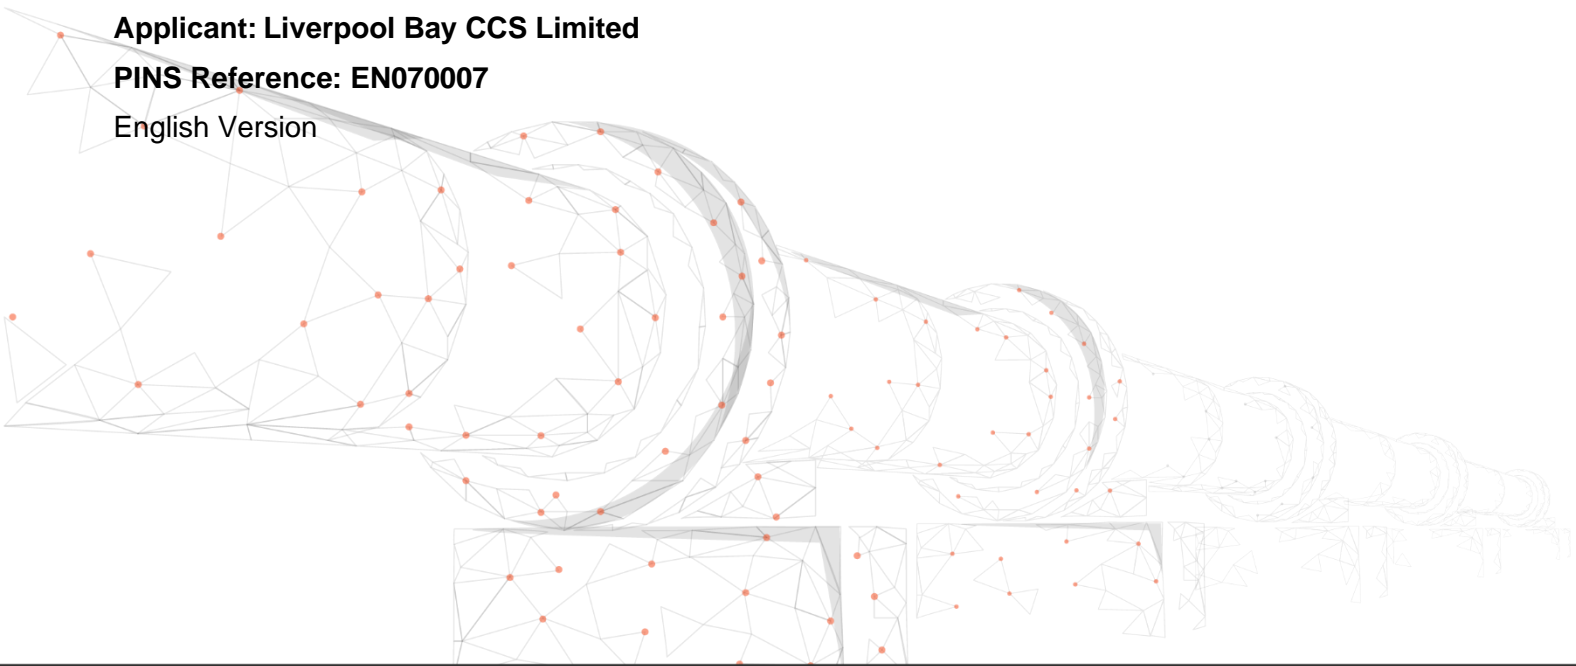 Applicant: Liverpool Bay CCS Limited
PINS Reference: EN070007
English Version